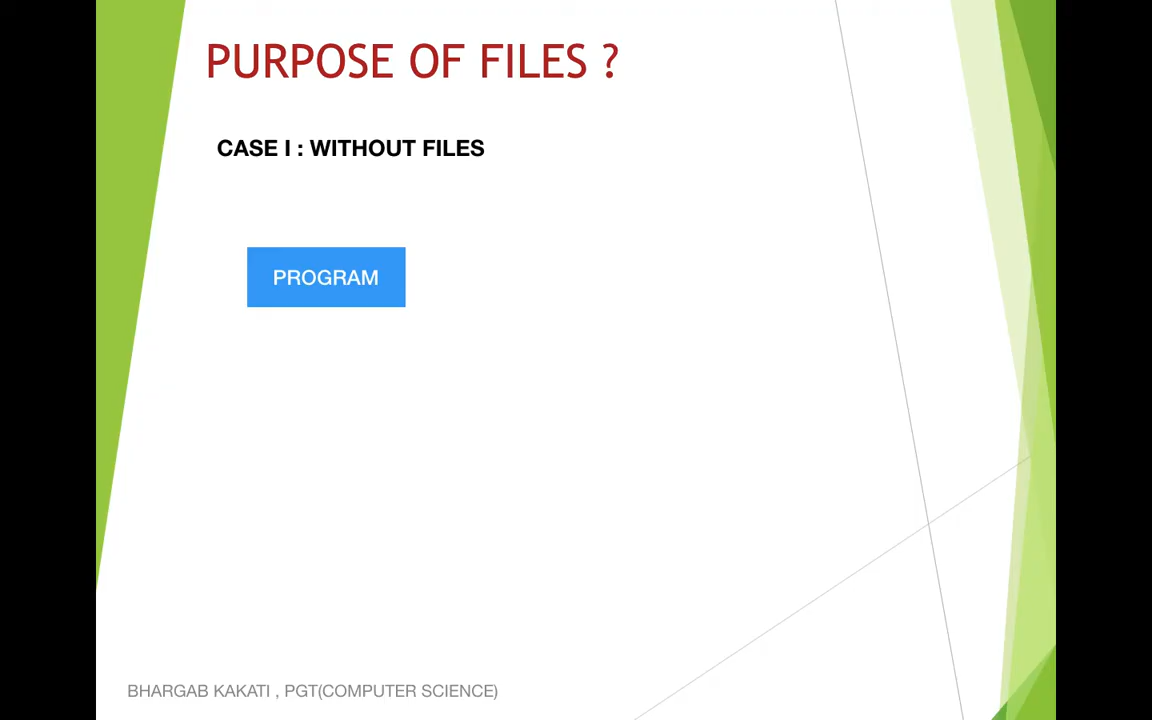 PURPOSE OF FILES ?
CASE I : WITHOUT FILES
PROGRAM
BHARGAB KAKATI , PGT(COMPUTER SCIENCE)